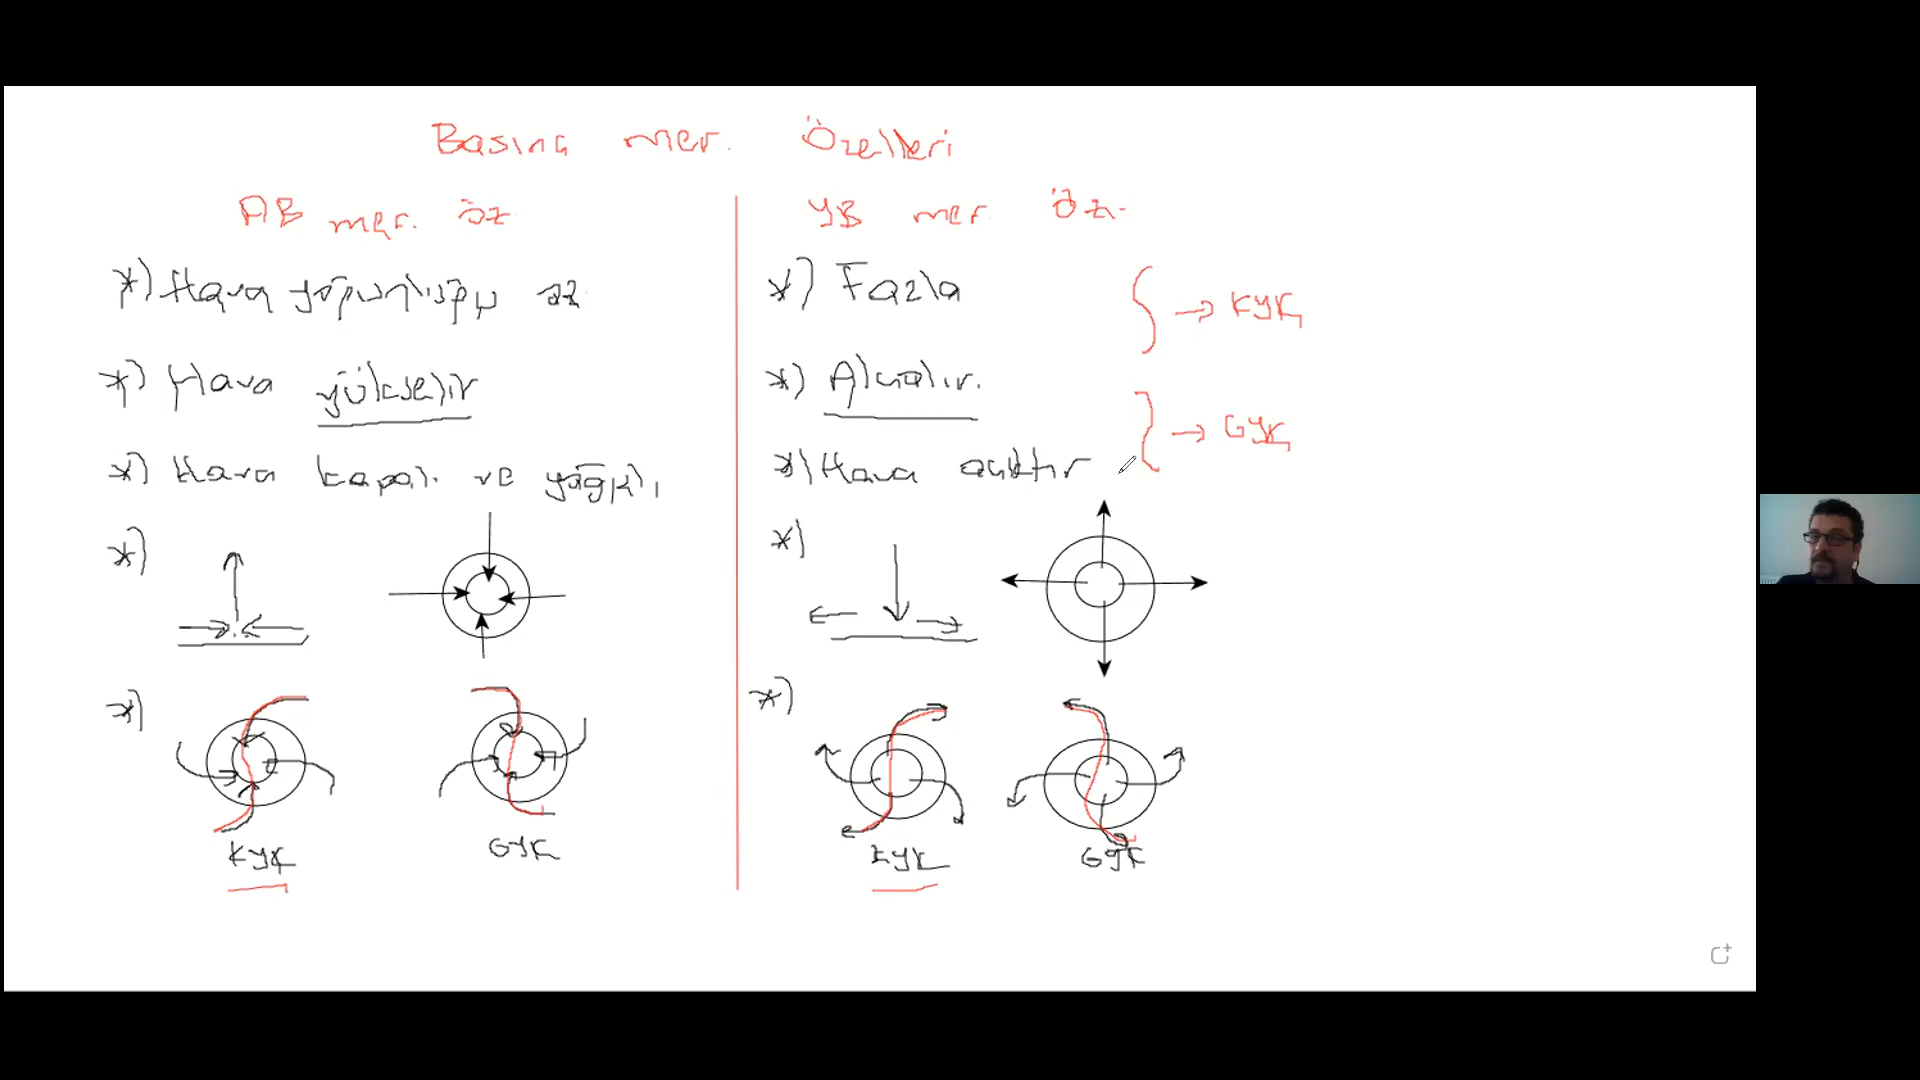 Basınç mer. Özelleri
AB mer. öz.
*) Hava yoğunluğu az
*) Hava yükselir
*) Hava kapalı ve yağışlı
*)
*)
KYK
GYK
YB mer. Öz.
*) Fazla
*) Alçalır.
*) Hava açıktır
*)
*)
KYK
GYK
→ KYK
→ GYK